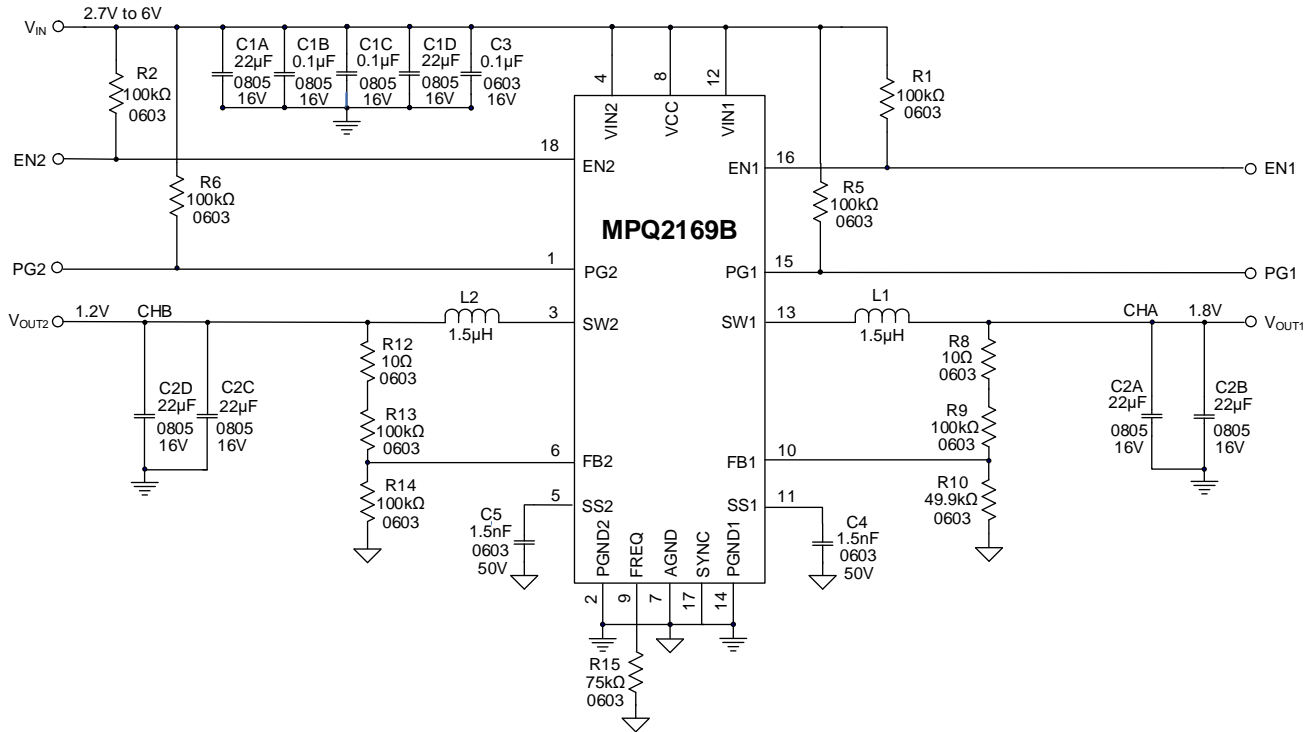 2.7V to 6V
VIN
R2
100kΩ
0603
C1A
22µF
0805
16V
C1B
0.1µF
0805
16V
C1C
0.1µF
0805
16V
C1D
22µF
0805
16V
C3
0.1µF
0603
16V
4
8
12
VIN2
VCC
VIN1
R1
100kΩ
0603
EN2
18
EN2
EN1
16
EN1
R6
100kΩ
0603
R5
100kΩ
0603
MPQ2169B
PG2
1
PG2
PG1
15
PG1
VOUT2
1.2V
CHB
L2
1.5µH
3
SW2
SW1
13
L1
1.5µH
CHA
1.8V
VOUT1
R12
10Ω
0603
R8
10Ω
0603
C2D
22µF
0805
16V
C2C
22µF
0805
16V
R13
100kΩ
0603
R9
100kΩ
0603
C2A
22µF
0805
16V
C2B
22µF
0805
16V
6
FB2
FB1
10
R14
100kΩ
0603
R10
49.9kΩ
0603
5
SS2
SS1
11
C5
1.5nF
0603
50V
C4
1.5nF
0603
50V
PGND2
FREQ
AGND
SYNC
PGND1
2
9
7
17
14
R15
75kΩ
0603